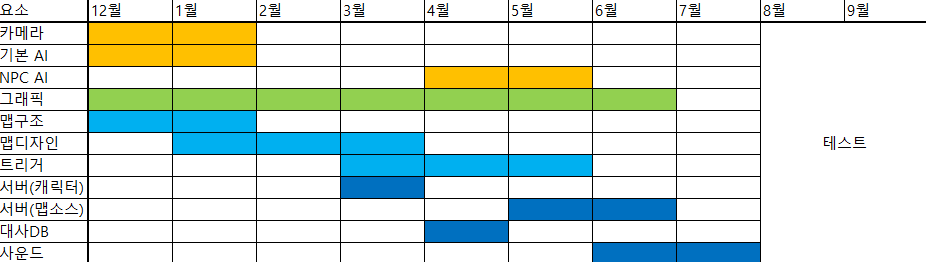 요소 12월 1월 2월 3월 4월 5월 6월 7월 8월 9월
카메라
기본 AI
NPC AI
그래픽
맵구조
맵디자인 테스트
트리거
서버(캐릭터)
서버(맵소스)
대사DB
사운드